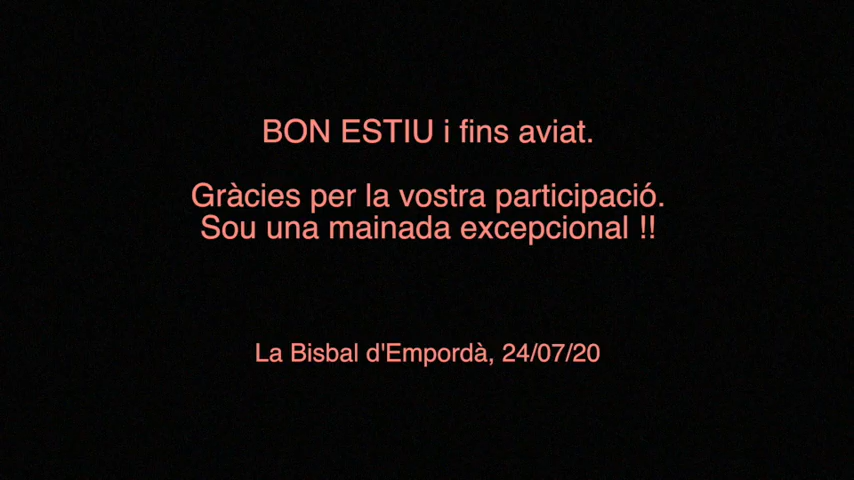 BON ESTIU i fins aviat.
Gràcies per la vostra participació.
Sou una mainada excepcional !!
La Bisbal d'Empordà, 24/07/20